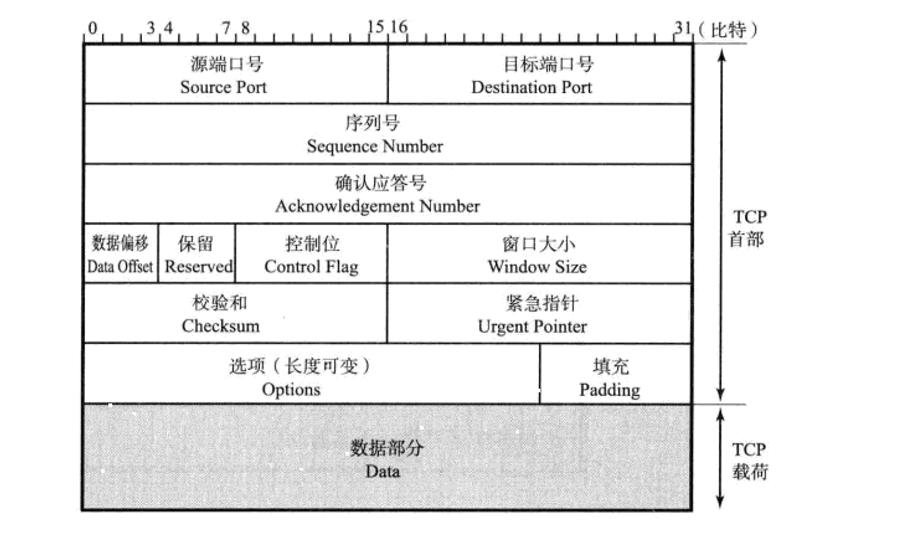 0 3 4 7 8 15 16 31 (比特)
源端口号
Source Port
目标端口号
Destination Port
序列号
Sequence Number
确认应答号
Acknowledgement Number
数据偏移
Data Offset
保留
Reserved
控制位
Control Flag
窗口大小
Window Size
校验和
Checksum
紧急指针
Urgent Pointer
选项(长度可变)
Options
填充
Padding
TCP
首部
数据部分
Data
TCP
载荷